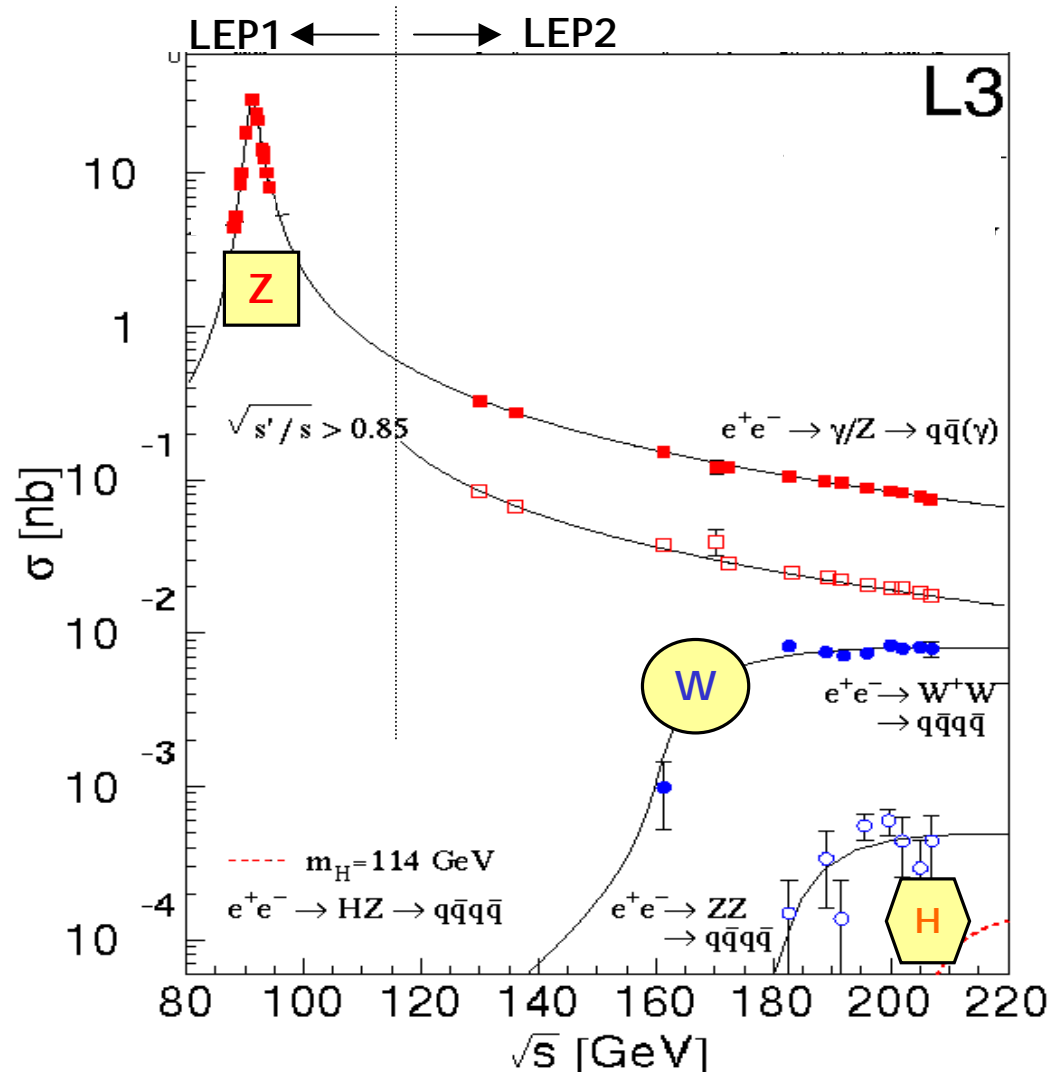 LEP1 ← → LEP2
L3
10
Z
1
√s'/s > 0.85
e⁺e⁻ → γ/Z → qq̄(γ)
10⁻¹
σ [nb]
10⁻²
W
e⁺e⁻ → W⁺W⁻
→ qq̄qq̄
10⁻³
m_H=114 GeV
e⁺e⁻ → HZ → qq̄qq̄
e⁺e⁻ → ZZ
→ qq̄qq̄
H
10⁻⁴
80 100 120 140 160 180 200 220
√s [GeV]